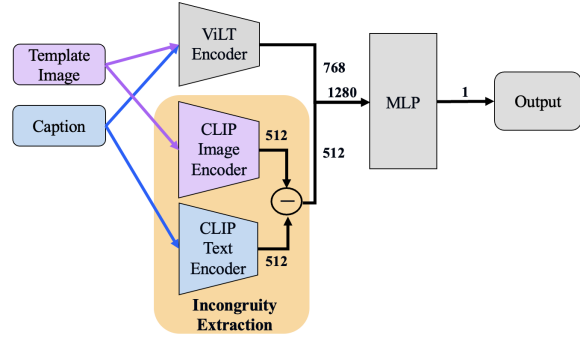 ViLT
Encoder
Template
Image
768
1280
MLP
1
Output
Caption
CLIP
Image
Encoder
512
512
−
CLIP
Text
Encoder
512
Incongruity
Extraction